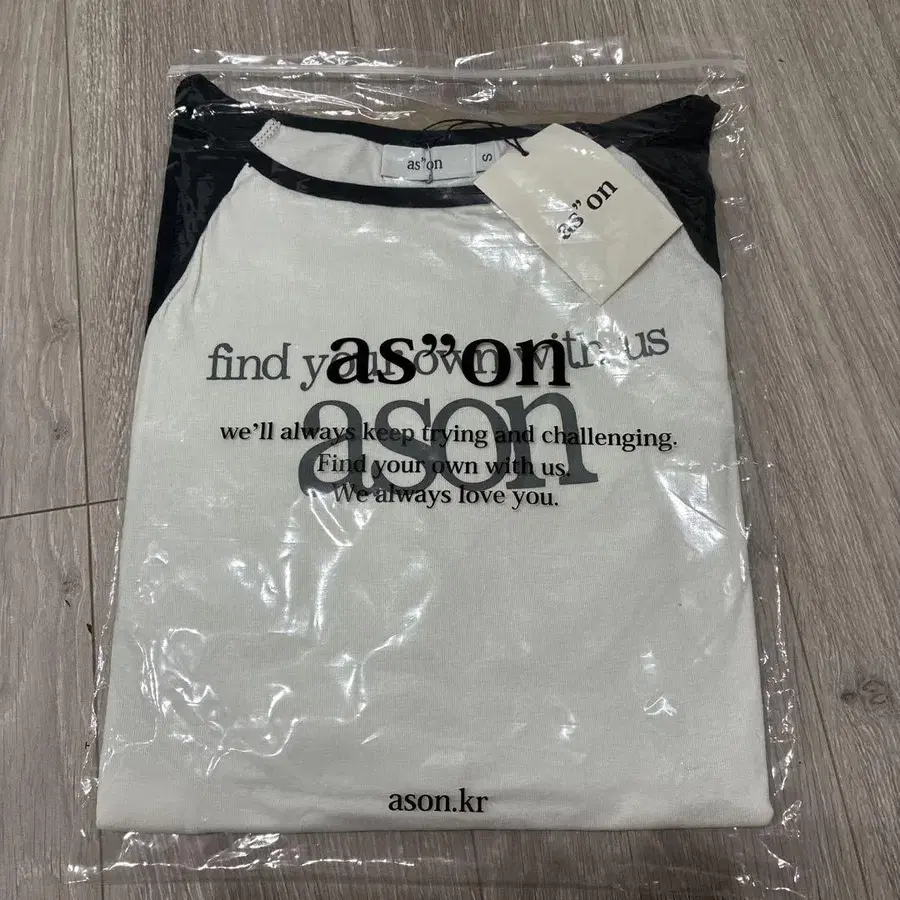 as”on
S
as”on
find your own with us
as”on
ason
we’ll always keep trying and challenging.
Find your own with us.
We always love you.
ason.kr